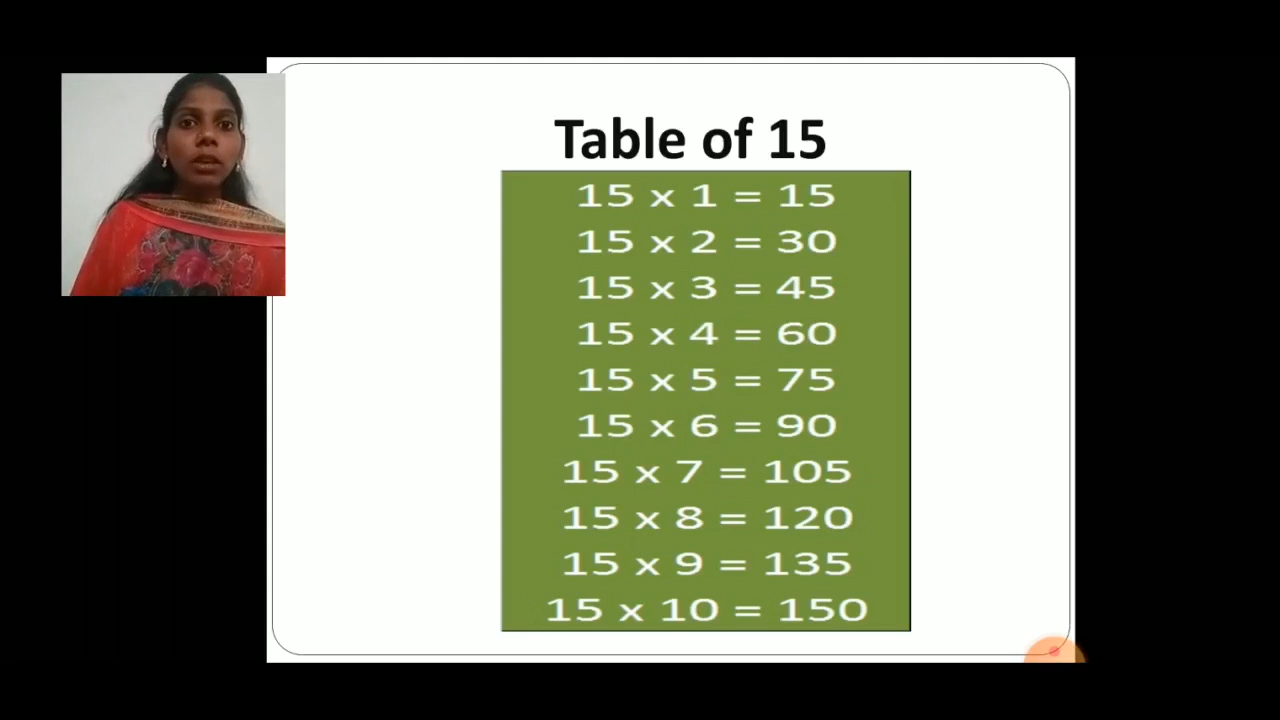 Table of 15
15 x 1 = 15
15 x 2 = 30
15 x 3 = 45
15 x 4 = 60
15 x 5 = 75
15 x 6 = 90
15 x 7 = 105
15 x 8 = 120
15 x 9 = 135
15 x 10 = 150